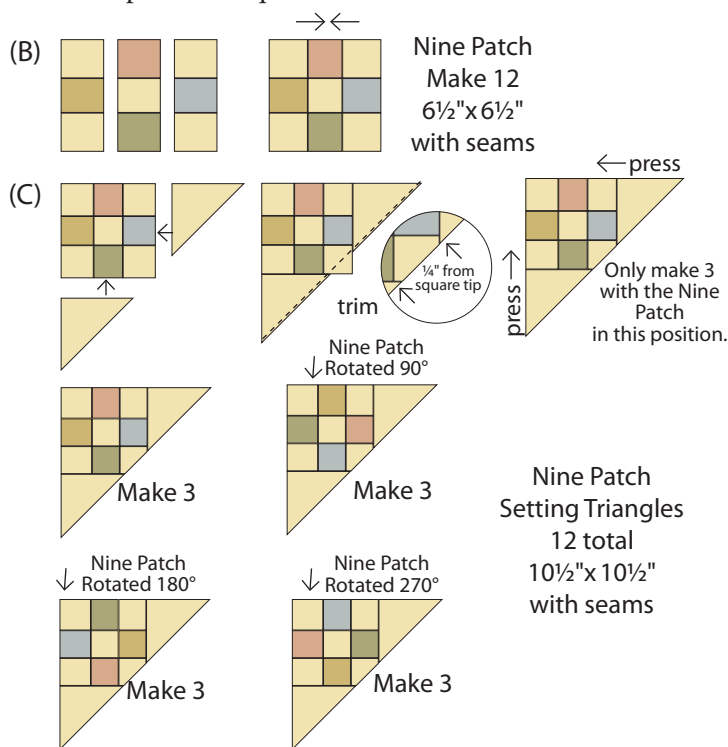 (B)
Nine Patch
Make 12
6½"x 6½"
with seams
(C)
trim
¼" from
square tip
press
press
Only make 3
with the Nine
Patch
in this position.
Make 3
Nine Patch
Rotated 90°
Make 3
Nine Patch
Rotated 180°
Make 3
Nine Patch
Rotated 270°
Make 3
Nine Patch
Setting Triangles
12 total
10½"x 10½"
with seams